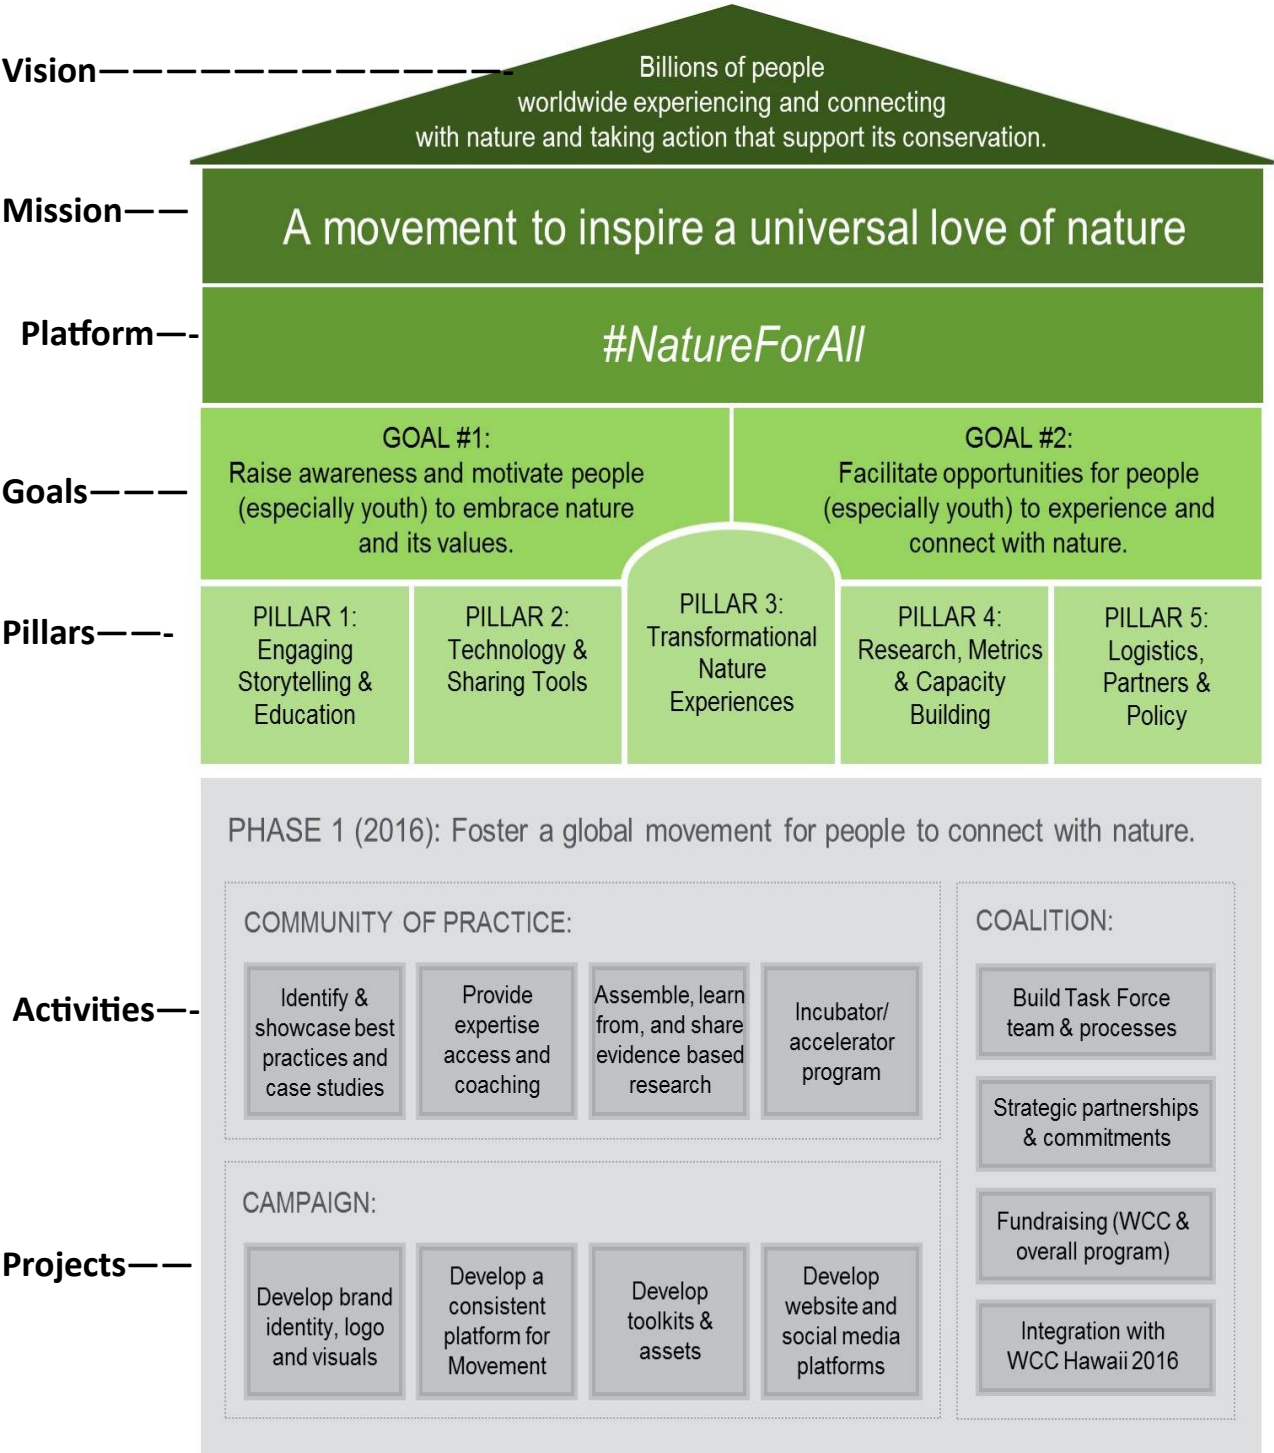 Vision—————————————-
Billions of people
worldwide experiencing and connecting
with nature and taking action that support its conservation.
Mission——
A movement to inspire a universal love of nature
Platform—-
#NatureForAll
Goals———
GOAL #1:
Raise awareness and motivate people
(especially youth) to embrace nature
and its values.
GOAL #2:
Facilitate opportunities for people
(especially youth) to experience and
connect with nature.
Pillars——-
PILLAR 1:
Engaging
Storytelling &
Education
PILLAR 2:
Technology &
Sharing Tools
PILLAR 3:
Transformational
Nature
Experiences
PILLAR 4:
Research, Metrics
& Capacity
Building
PILLAR 5:
Logistics,
Partners &
Policy
PHASE 1 (2016): Foster a global movement for people to connect with nature.
Activities—-
COMMUNITY OF PRACTICE:
Identify &
showcase best
practices and
case studies
Provide
expertise
access and
coaching
Assemble, learn
from, and share
evidence based
research
Incubator/
accelerator
program
Projects——
CAMPAIGN:
Develop brand
identity, logo
and visuals
Develop a
consistent
platform for
Movement
Develop
toolkits &
assets
Develop
website and
social media
platforms
COALITION:
Build Task Force
team & processes
Strategic partnerships
& commitments
Fundraising (WCC &
overall program)
Integration with
WCC Hawaii 2016